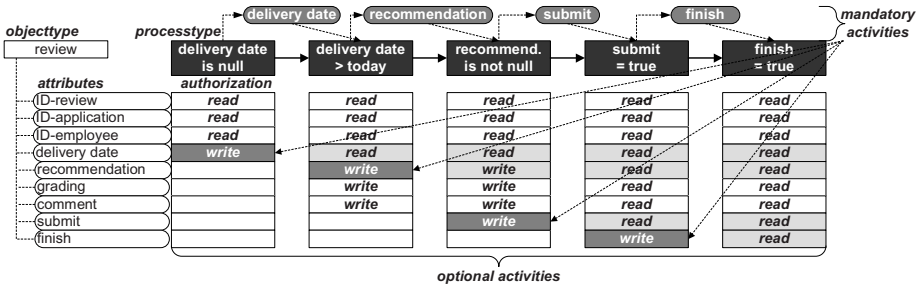 delivery date recommendation submit finish mandatory activities
objecttype processtype
review delivery date is null delivery date > today recommend. is not null submit = true finish = true
attributes authorization
ID-review read read read read read
ID-application read read read read read
ID-employee read read read read read
delivery date write read read read read
recommendation write write read read
grading write write read read
comment write write read read
submit write read read
finish write read
optional activities